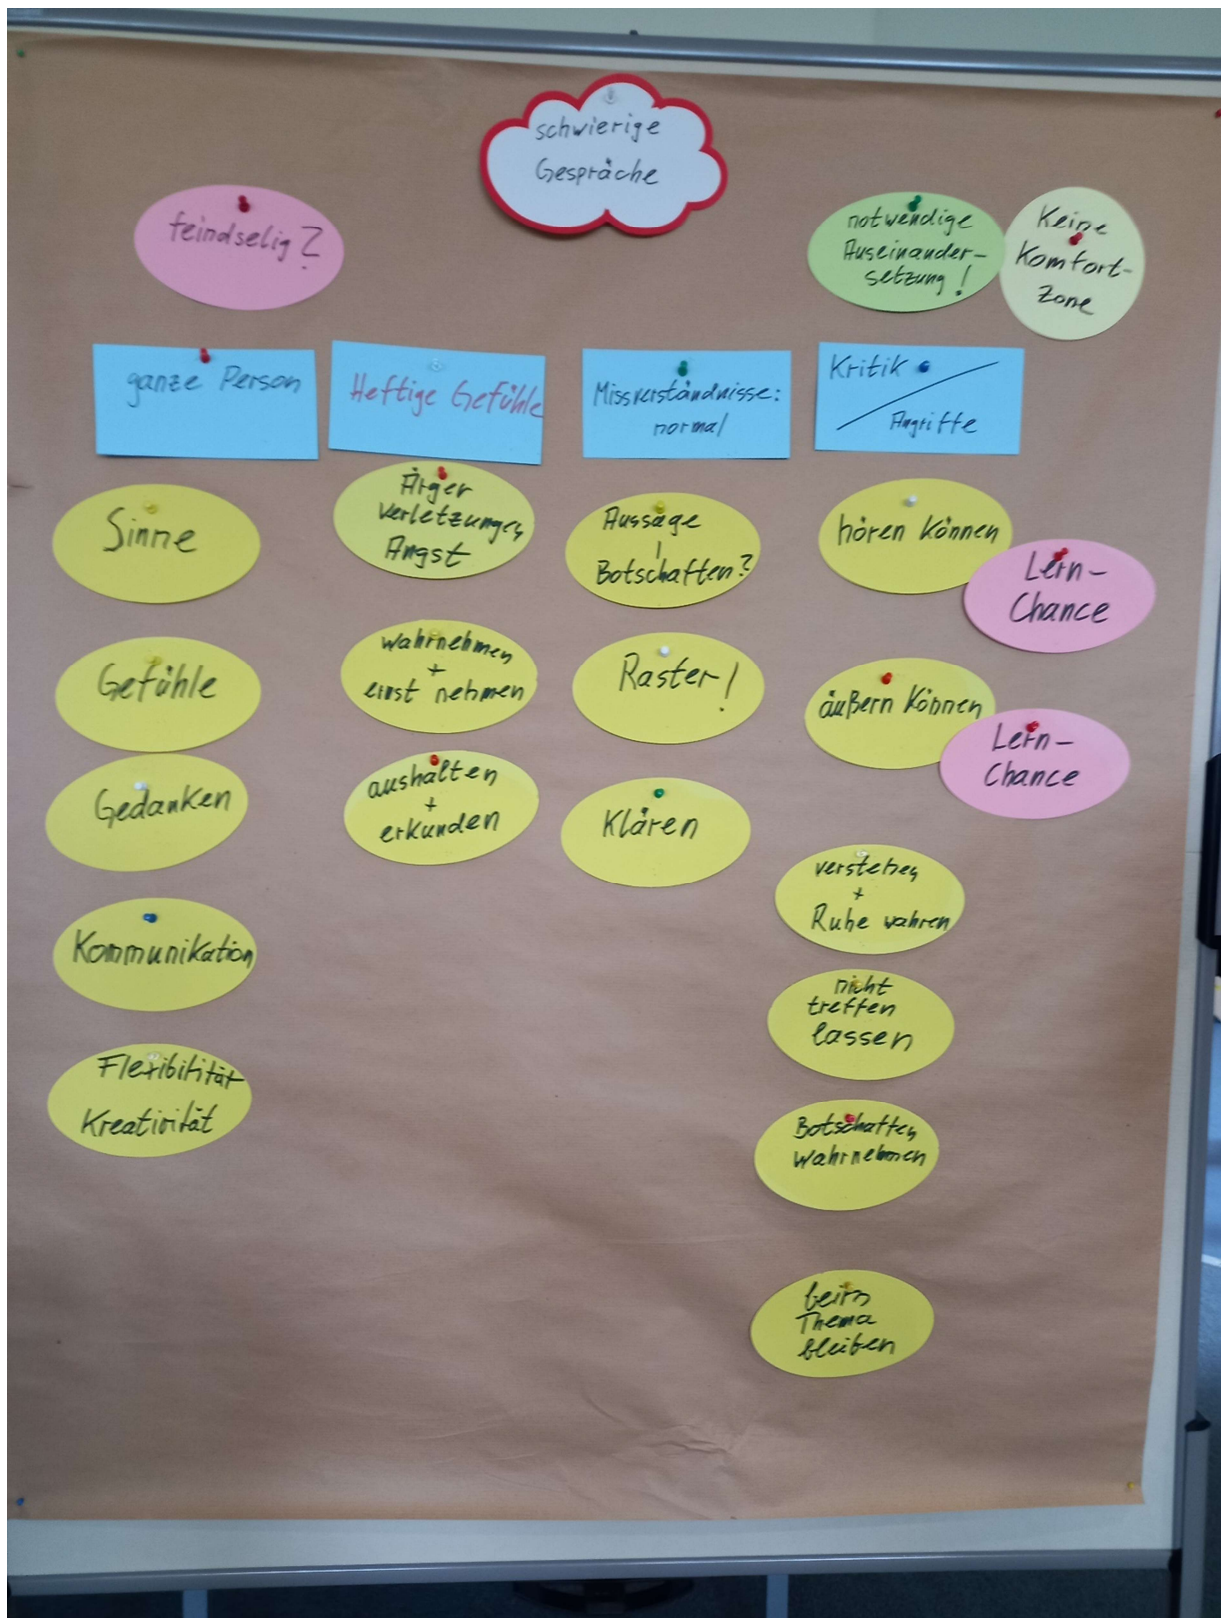 schwierige
Gespräche
feindselig?
notwendige
Auseinander-
setzung!
Keine
Komfort-
Zone
ganze Person
Sinne
Gefühle
Gedanken
Kommunikation
Flexibilität
Kreativität
Heftige Gefühle
Ärger
Verletzungen
Angst
wahrnehmen
+
ernst nehmen
aushalten
+
erkunden
Missverständnisse:
normal
Aussage
|
Botschaften?
Raster!
Klären
Kritik
/
Angriffe
hören können
Lern-
Chance
äußern können
Lern-
Chance
verstehen
+
Ruhe wahren
nicht
treffen
lassen
Botschaften
wahrnehmen
beim
Thema
bleiben